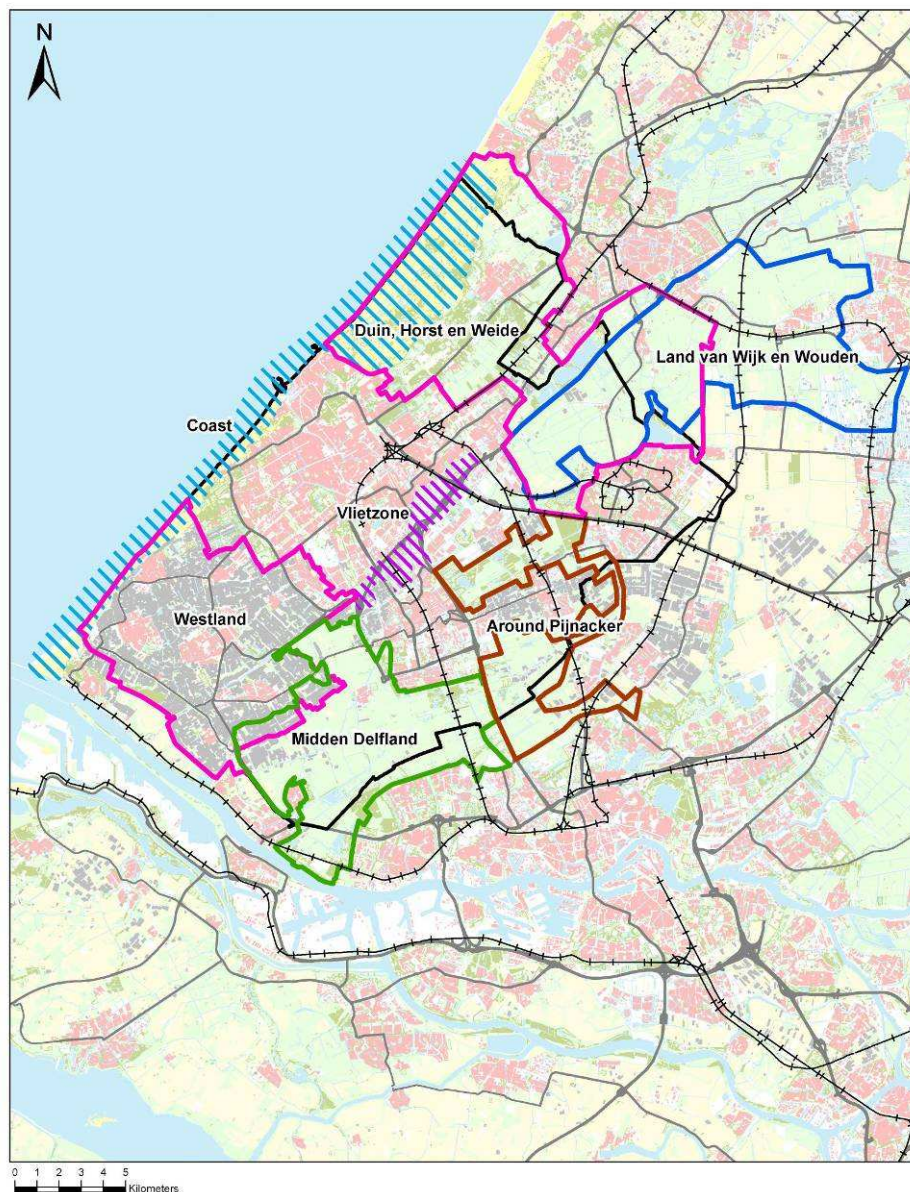 N
Duin, Horst en Weide
Land van Wijk en Wouden
Coast
Vlietzone
Westland
Around Pijnacker
Midden Delfland
0 1 2 3 4 5
Kilometers